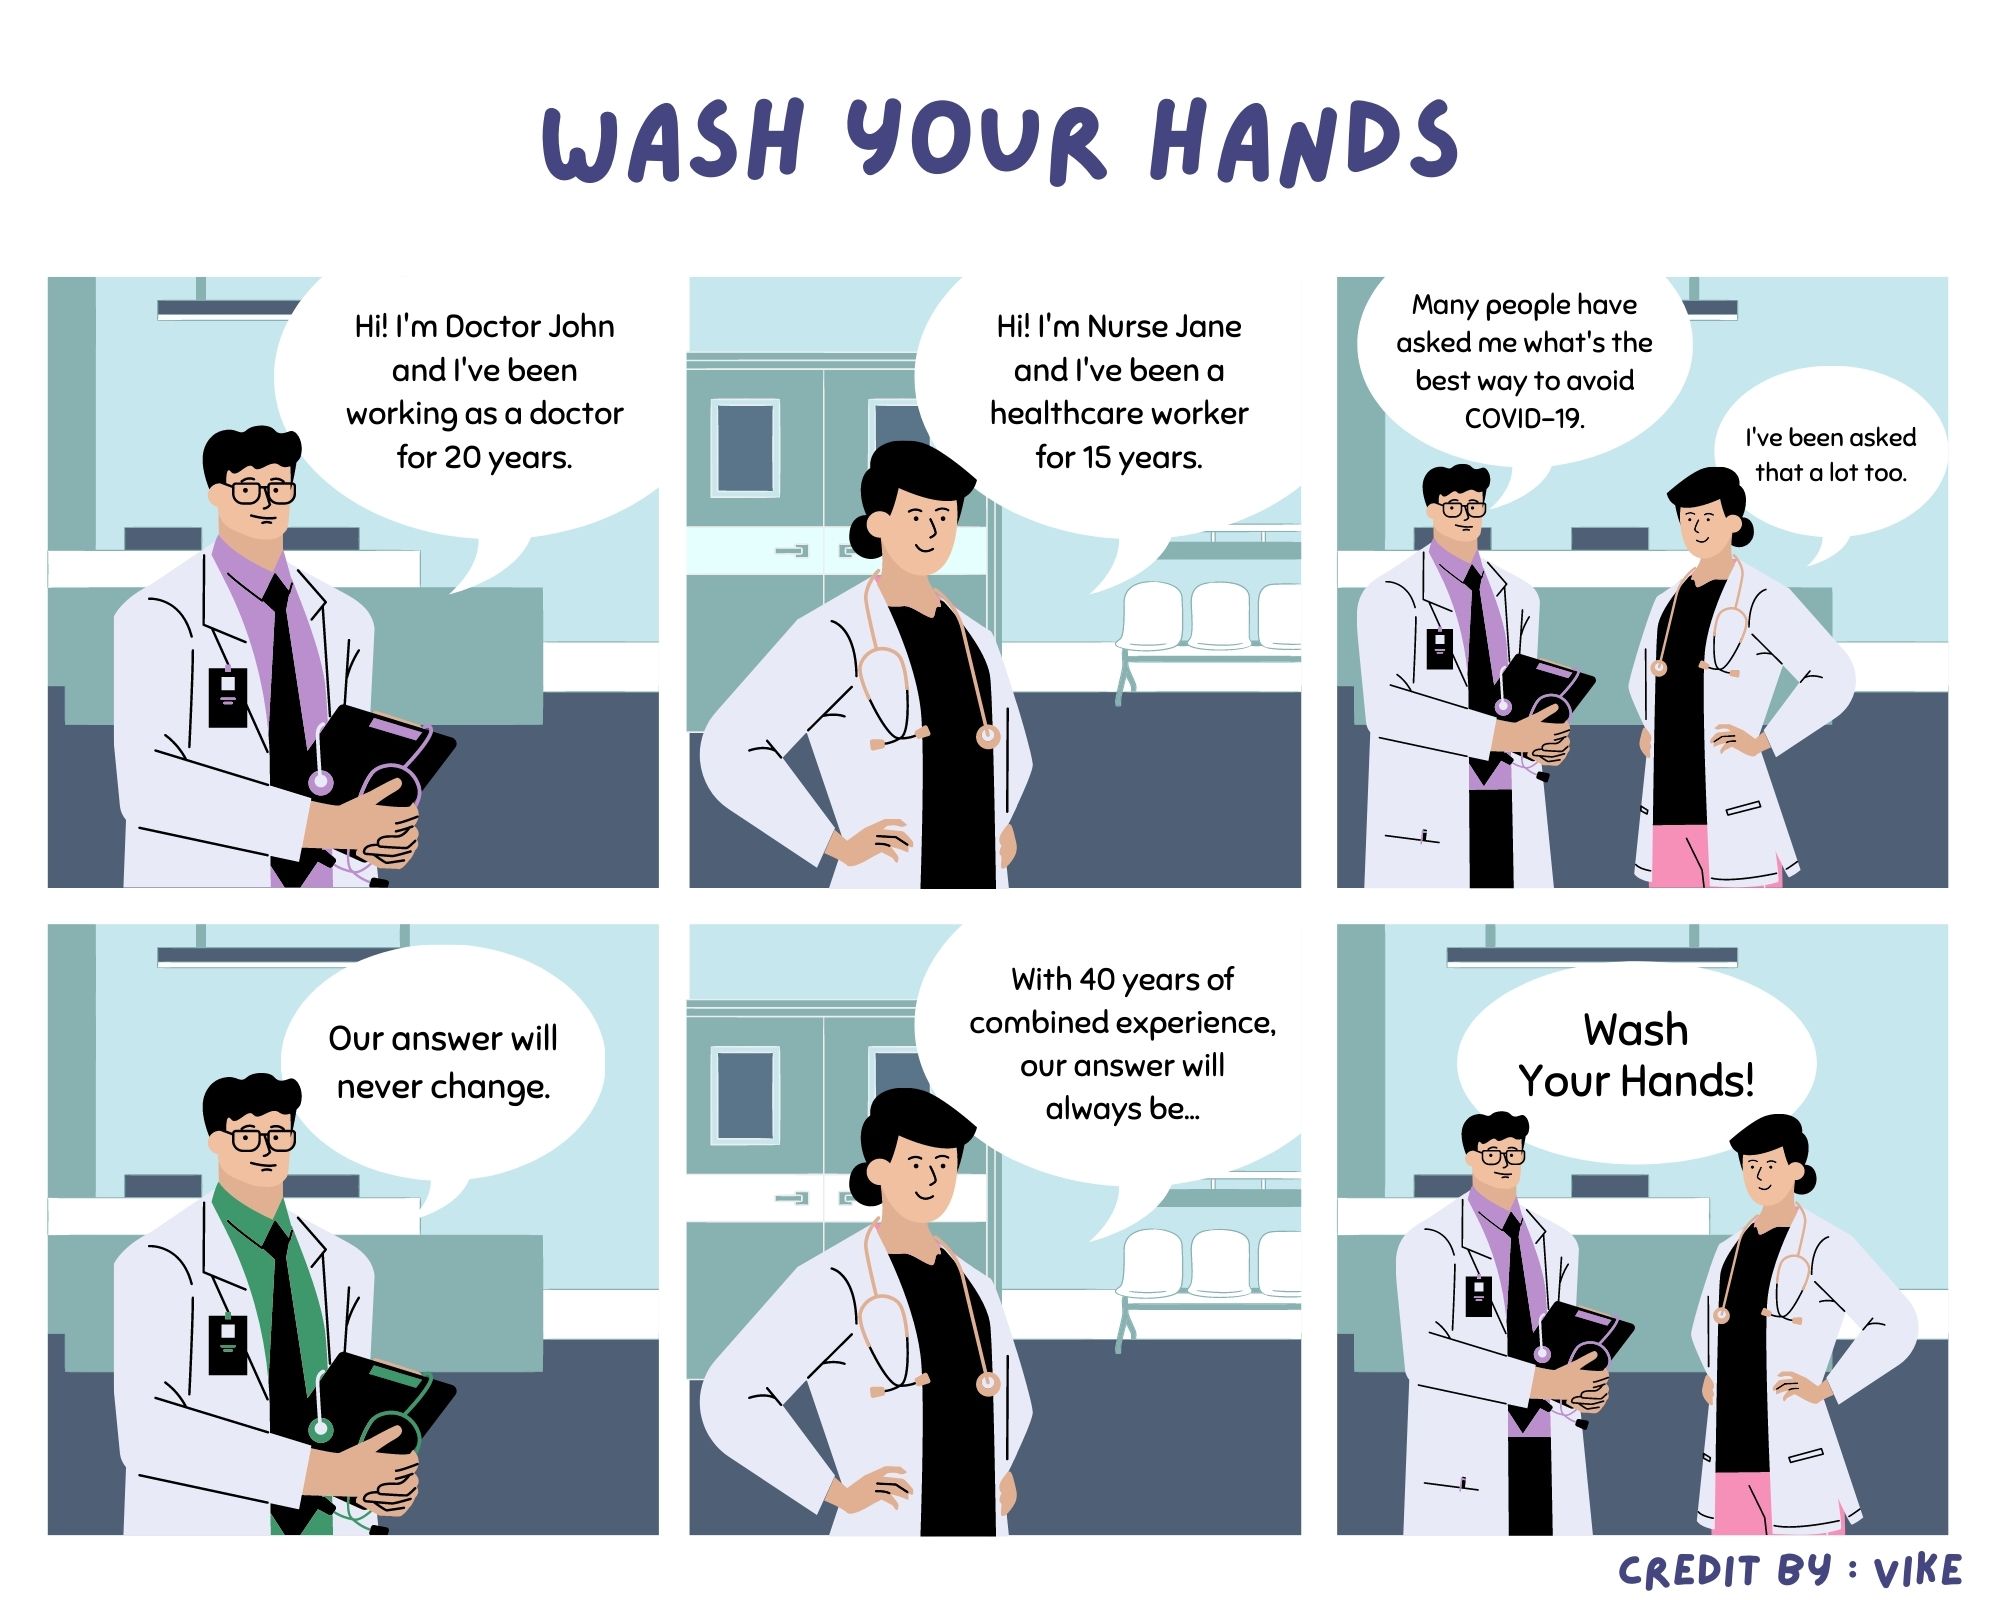 WASH YOUR HANDS
Hi! I'm Doctor John
and I've been
working as a doctor
for 20 years.
Hi! I'm Nurse Jane
and I've been a
healthcare worker
for 15 years.
Many people have
asked me what's the
best way to avoid
COVID-19.
I've been asked
that a lot too.
Our answer will
never change.
With 40 years of
combined experience,
our answer will
always be...
Wash
Your Hands!
CREDIT BY : VIKE